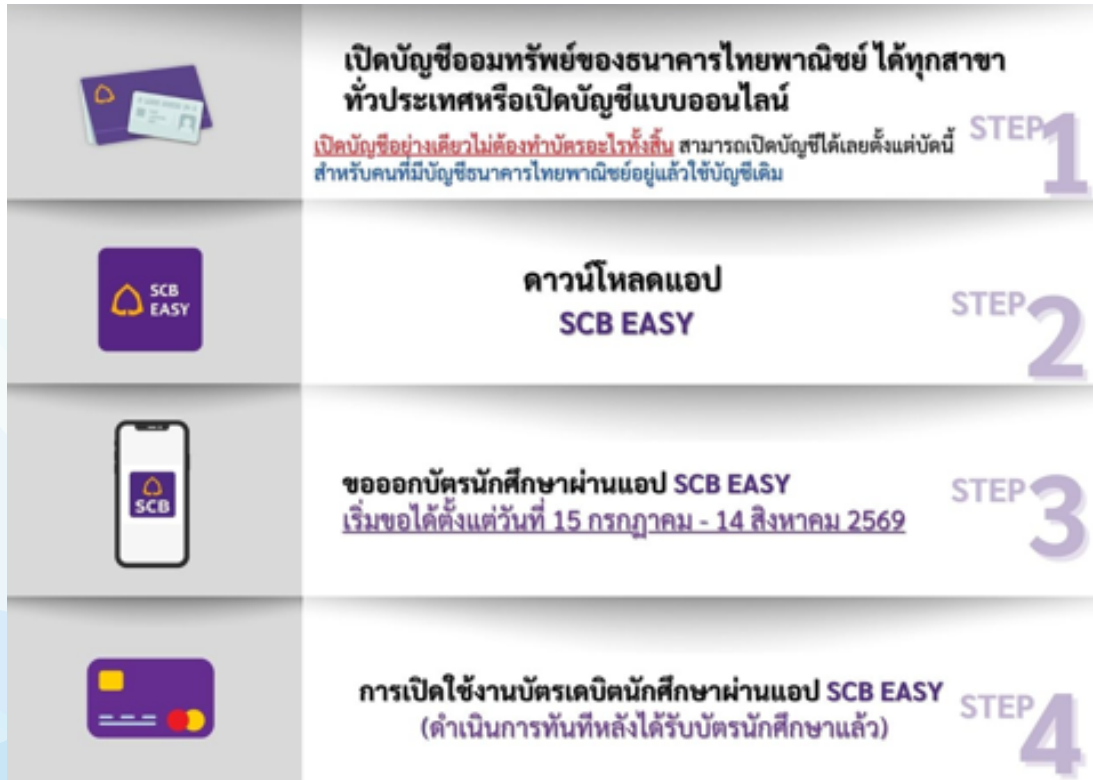 เปิดบัญชีออมทรัพย์ของธนาคารไทยพาณิชย์ ได้ทุกสาขา
ทั่วประเทศหรือเปิดบัญชีแบบออนไลน์
เปิดบัญชีอย่างเดียวไม่ต้องทำบัตรอะไรทั้งสิ้น สามารถเปิดบัญชีได้เลยตั้งแต่บัดนี้
สำหรับคนที่มีบัญชีธนาคารไทยพาณิชย์อยู่แล้วใช้บัญชีเดิม
STEP 1
SCB
EASY
ดาวน์โหลดแอป
SCB EASY
STEP 2
SCB
ขอออกบัตรนักศึกษาผ่านแอป SCB EASY
เริ่มขอได้ตั้งแต่วันที่ 15 กรกฎาคม - 14 สิงหาคม 2569
STEP 3
การเปิดใช้งานบัตรเดบิตนักศึกษาผ่านแอป SCB EASY
(ดำเนินการทันทีหลังได้รับบัตรนักศึกษาแล้ว)
STEP 4